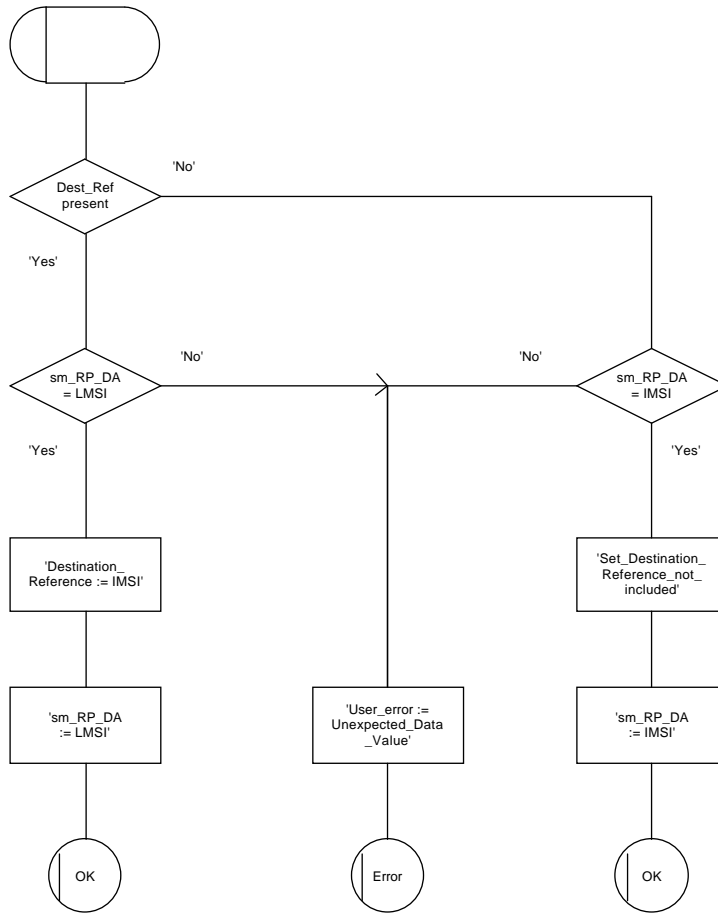 'No'
Dest_Ref
present
'Yes'
'No'
'No'
sm_RP_DA
= LMSI
sm_RP_DA
= IMSI
'Yes'
'Yes'
'Destination_
Reference := IMSI'
'Set_Destination_
Reference_not_
included'
'sm_RP_DA
:= LMSI'
'User_error :=
Unexpected_Data
_Value'
'sm_RP_DA
:= IMSI'
OK
Error
OK